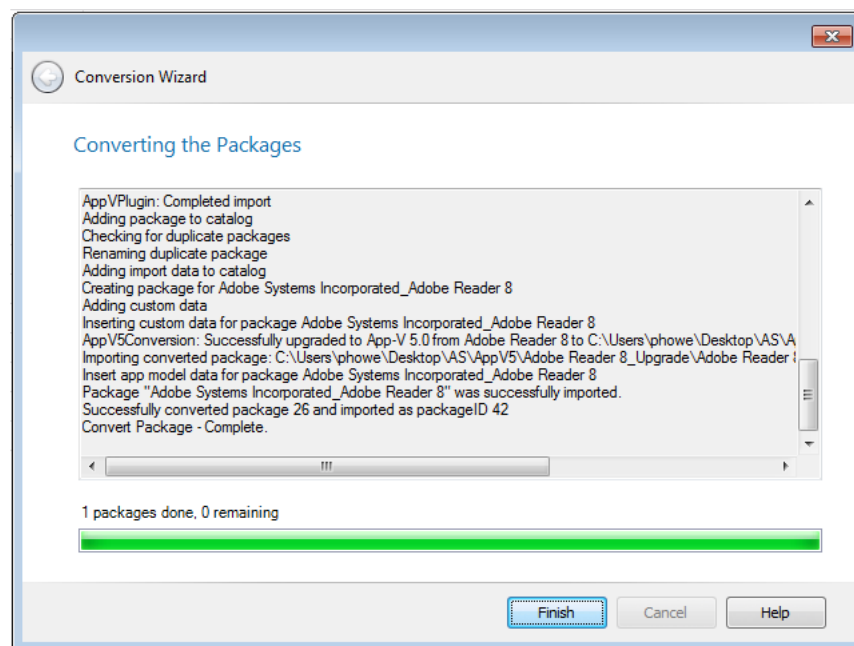 Conversion Wizard
Converting the Packages
AppVPlugin: Completed import
Adding package to catalog
Checking for duplicate packages
Renaming duplicate package
Adding import data to catalog
Creating package for Adobe Systems Incorporated_Adobe Reader 8
Adding custom data
Inserting custom data for package Adobe Systems Incorporated_Adobe Reader 8
AppV5Conversion: Successfully upgraded to App-V 5.0 from Adobe Reader 8 to C:\Users\phowe\Desktop\AS\A
Importing converted package: C:\Users\phowe\Desktop\AS\AppV5\Adobe Reader 8_Upgrade\Adobe Reader
Insert app model data for package Adobe Systems Incorporated_Adobe Reader 8
Package "Adobe Systems Incorporated_Adobe Reader 8" was successfully imported.
Successfully converted package 26 and imported as packageID 42
Convert Package - Complete.
1 packages done, 0 remaining
Finish Cancel Help